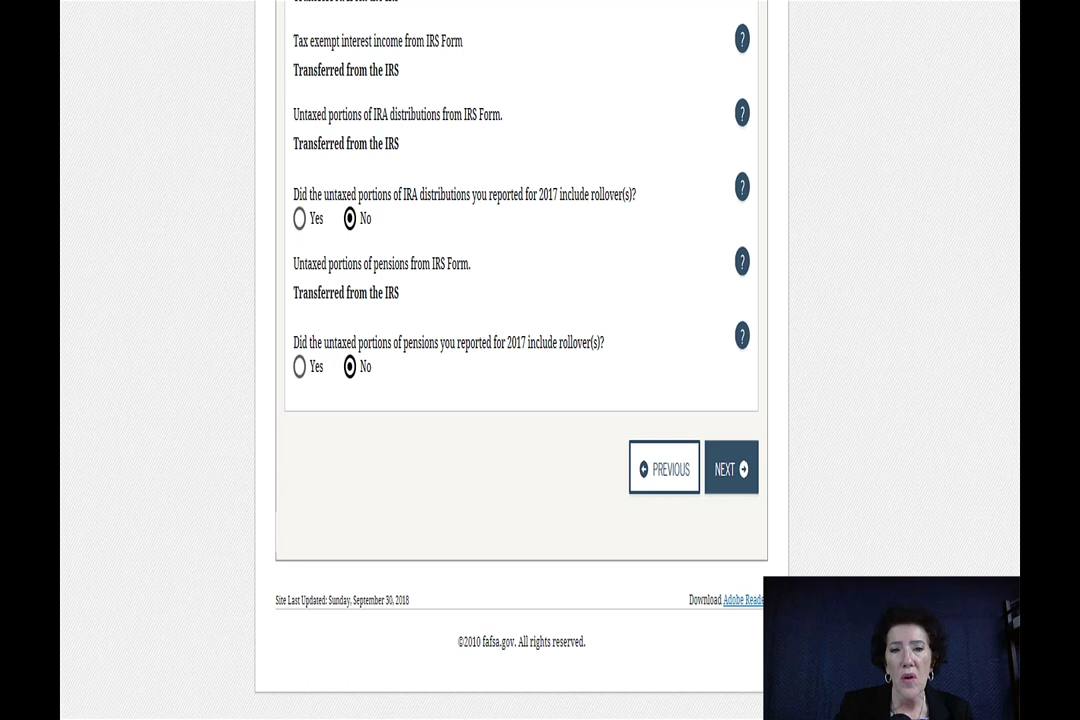 Tax exempt interest income from IRS Form
?
Transferred from the IRS
Untaxed portions of IRA distributions from IRS Form.
?
Transferred from the IRS
Did the untaxed portions of IRA distributions you reported for 2017 include rollover(s)?
?
Yes No
Untaxed portions of pensions from IRS Form.
?
Transferred from the IRS
Did the untaxed portions of pensions you reported for 2017 include rollover(s)?
?
Yes No
PREVIOUS NEXT
Site Last Updated: Sunday, September 30, 2018
Download Adobe Reade
©2010 fafsa.gov. All rights reserved.